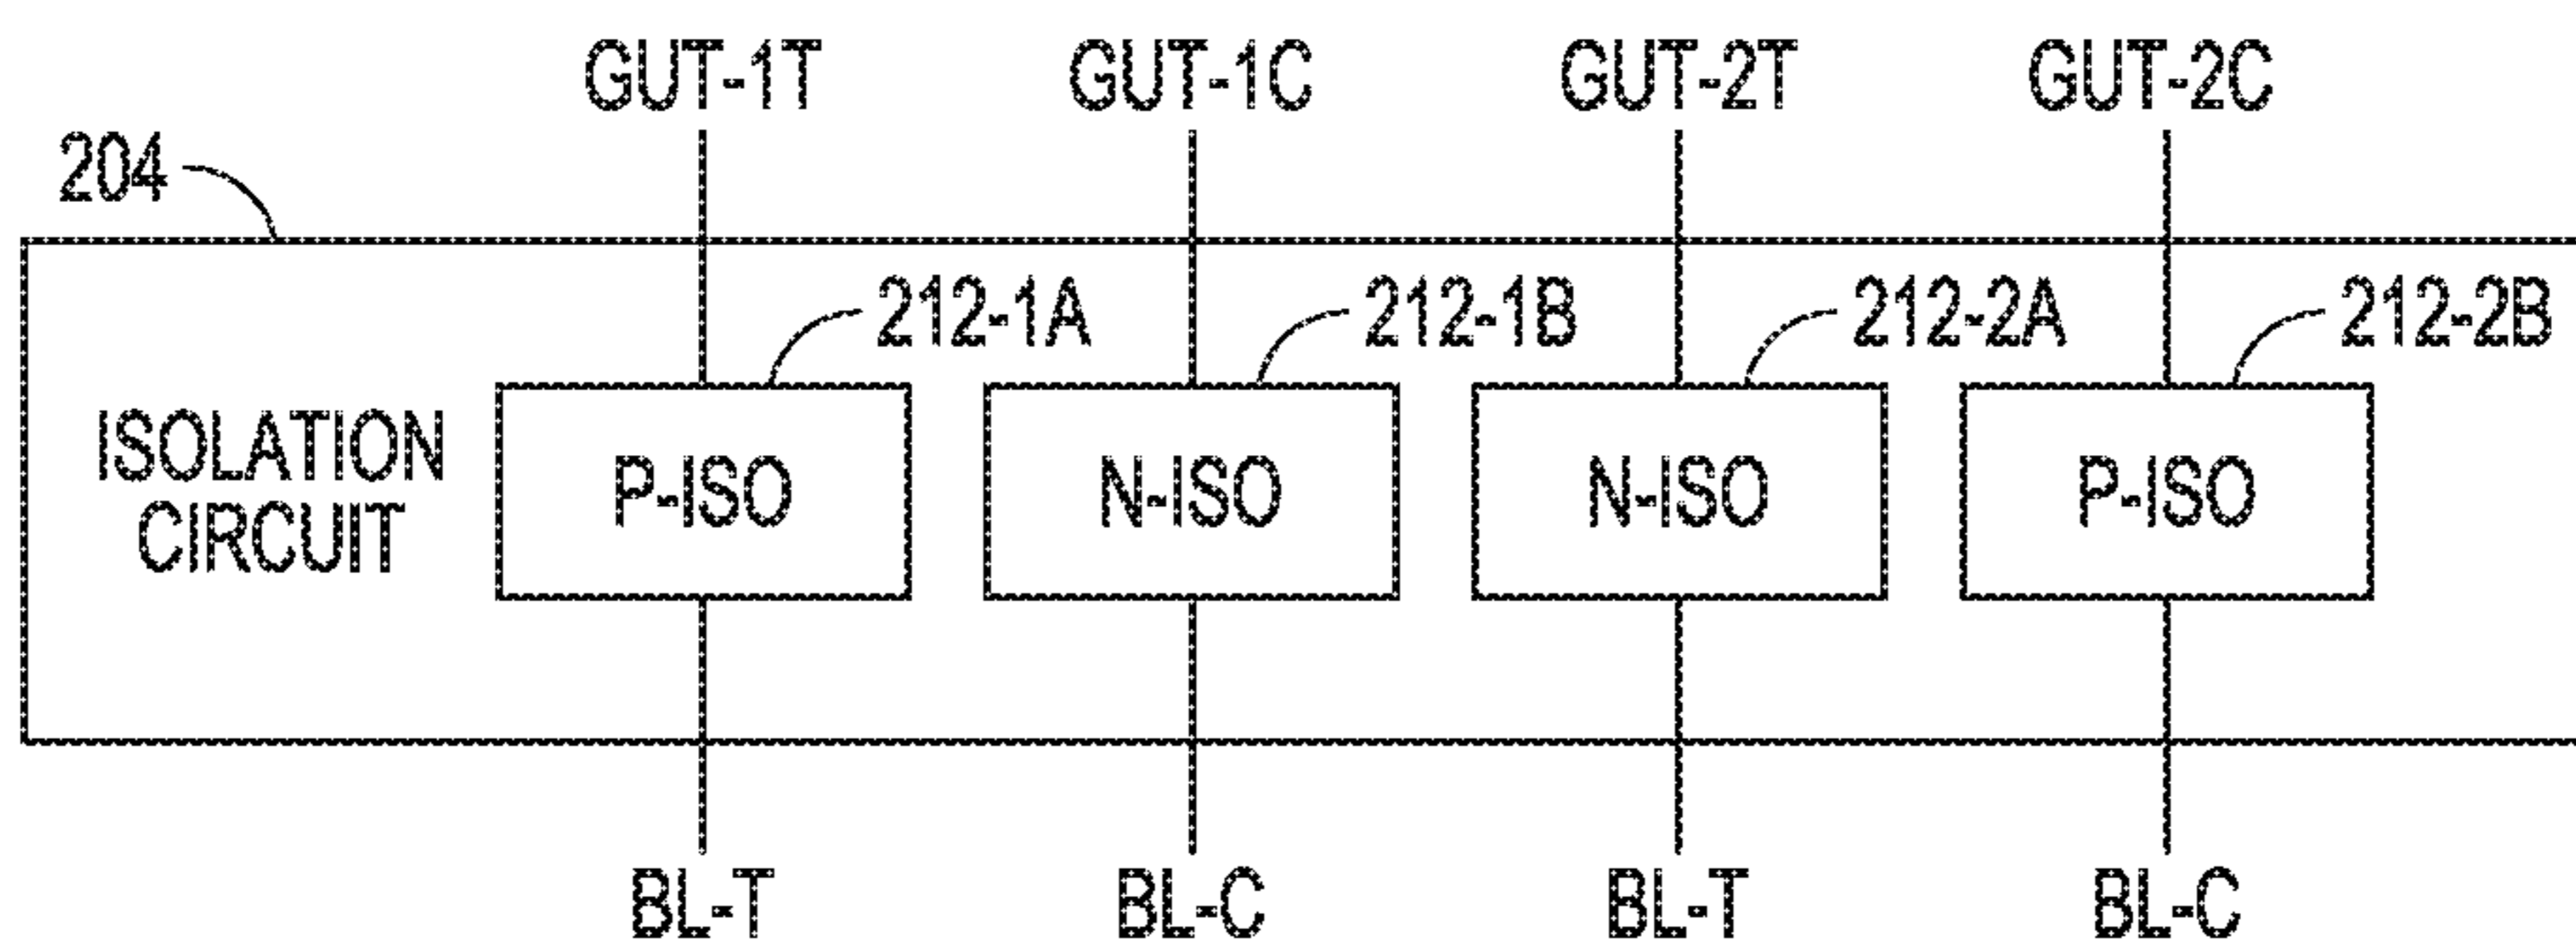 GUT-1T GUT-1C GUT-2T GUT-2C
204
212-1A 212-1B 212-2A 212-2B
ISOLATION
CIRCUIT
P-ISO N-ISO N-ISO P-ISO
BL-T BL-C BL-T BL-C